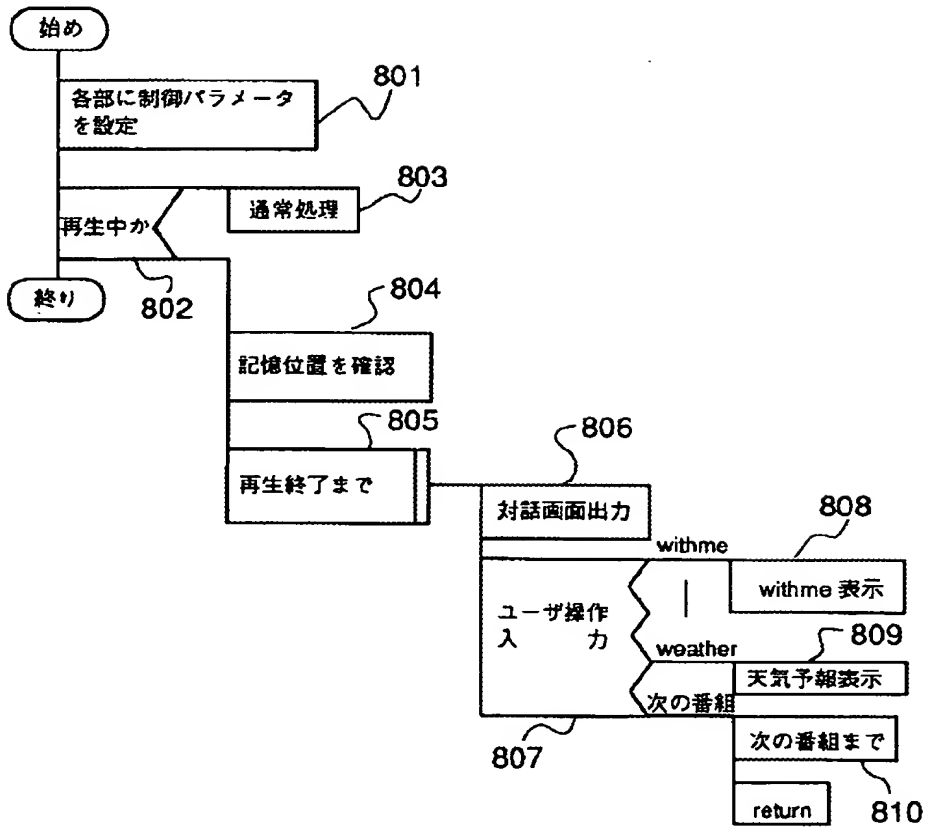 始め
801
各部に制御パラメータ
を設定
803
通常処理
再生中か
802
終り
804
記憶位置を確認
805
再生終了まで
806
対話画面出力
808
withme
withme 表示
ユーザ操作
入 力
809
weather
天気予報表示
次の番組
807
次の番組まで
810
return